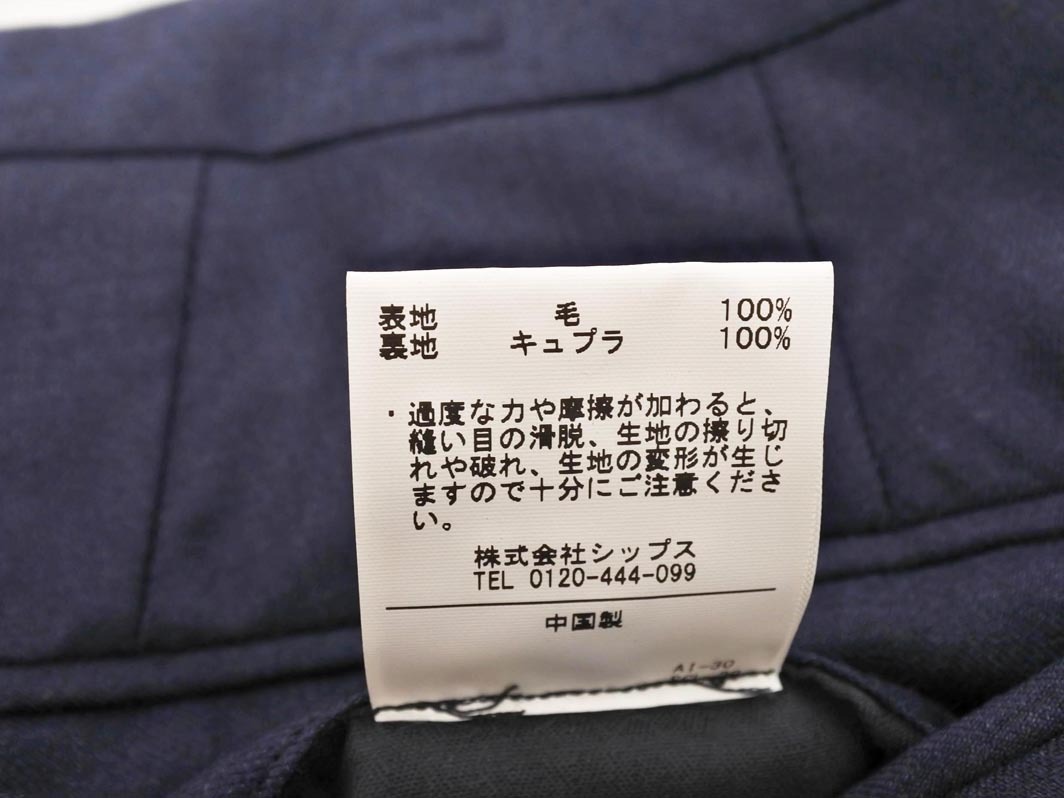 表地 毛 100%
裏地 キュプラ 100%
・過度な力や摩擦が加わると、
縫い目の滑脱、生地の擦り切
れや破れ、生地の変形が生じ
ますので十分にご注意くださ
い。
株式会社シップス
TEL 0120-444-099
中国製
AI-30